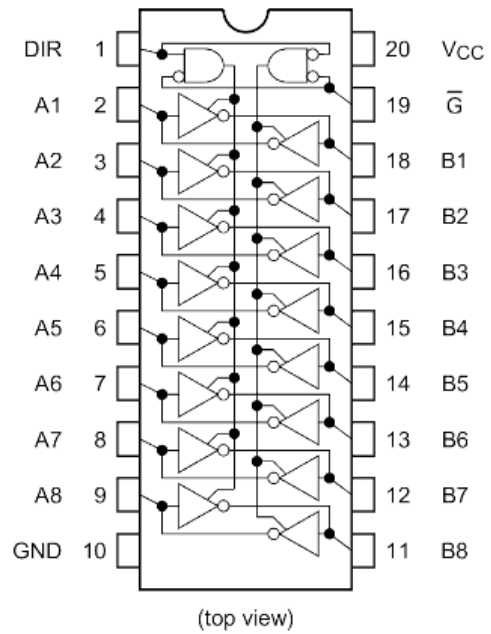 DIR 1 20 VCC
A1 2 19 G̅
A2 3 18 B1
A3 4 17 B2
A4 5 16 B3
A5 6 15 B4
A6 7 14 B5
A7 8 13 B6
A8 9 12 B7
GND 10 11 B8
(top view)